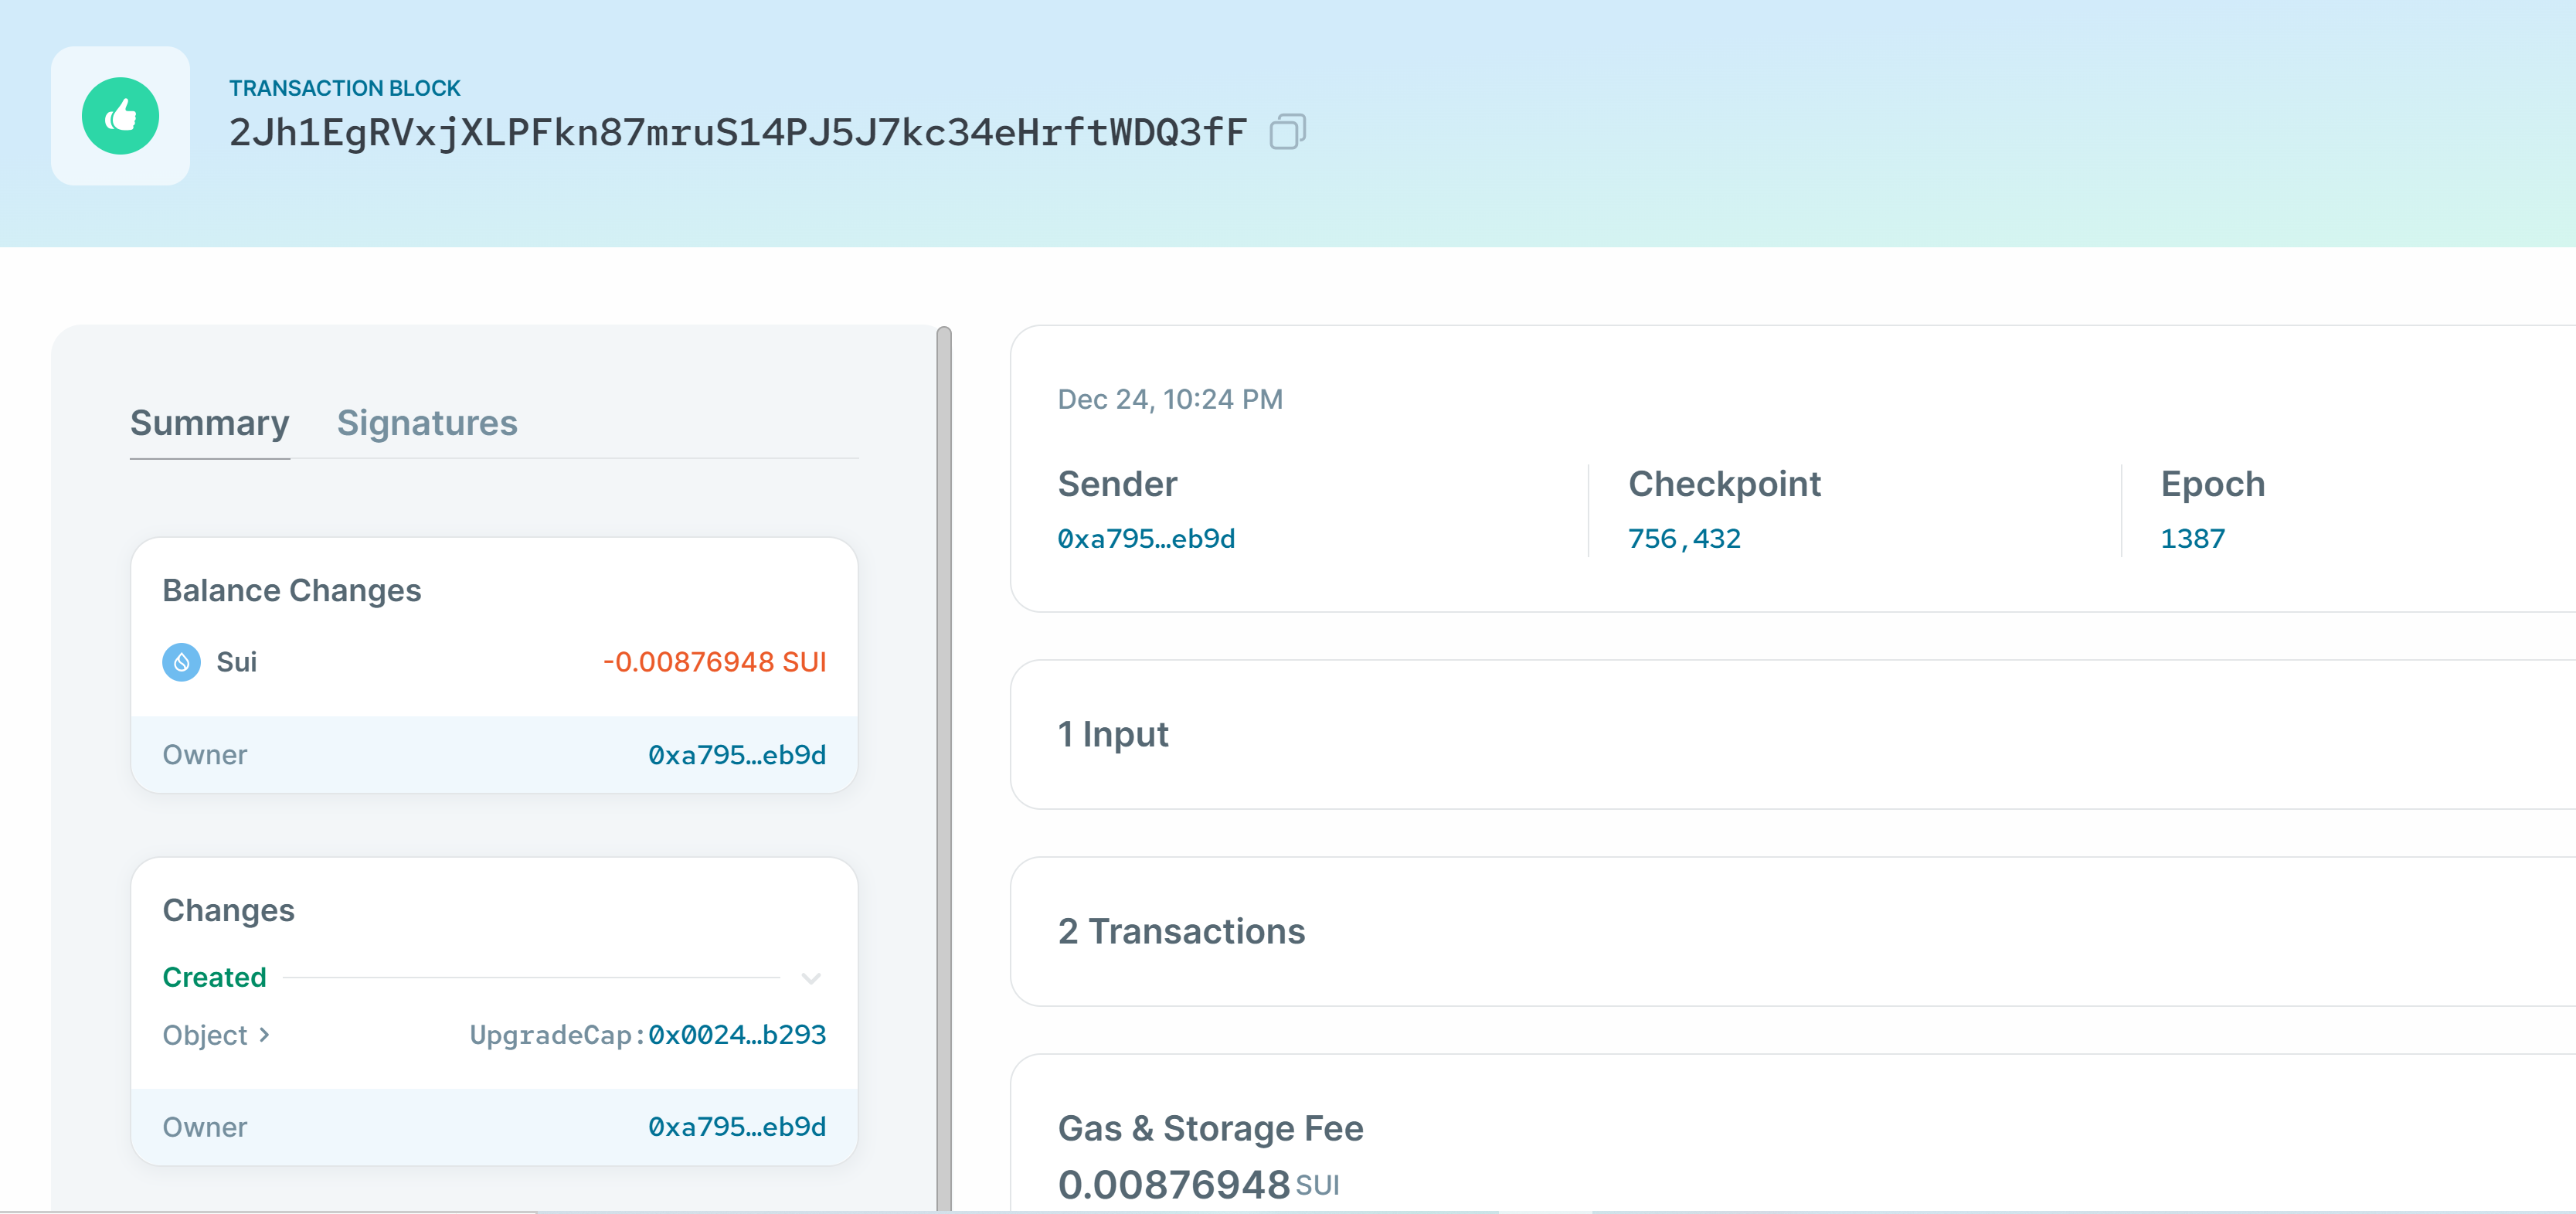 TRANSACTION BLOCK
2Jh1EgRVxjXLPFkn87mruS14PJ5J7kc34eHrftWDQ3fF
Summary Signatures
Balance Changes
Sui -0.00876948 SUI
Owner 0xa795…eb9d
Changes
Created
Object UpgradeCap:0x0024…b293
Owner 0xa795…eb9d
Dec 24, 10:24 PM
Sender Checkpoint Epoch
0xa795…eb9d 756,432 1387
1 Input
2 Transactions
Gas & Storage Fee
0.00876948 SUI